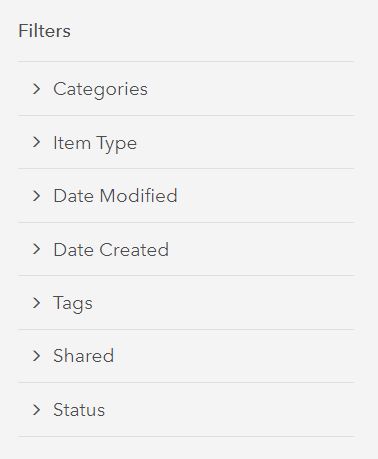 Filters
Categories
Item Type
Date Modified
Date Created
Tags
Shared
Status